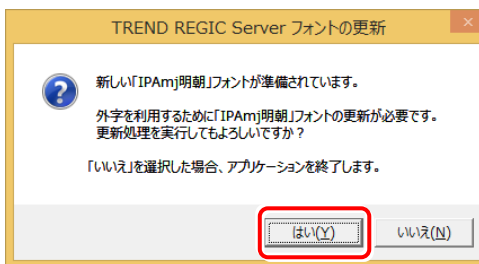 TREND REGIC Server フォントの更新
新しい「IPAmj明朝」フォントが準備されています。
外字を利用するために「IPAmj明朝」フォントの更新が必要です。
更新処理を実行してもよろしいですか？
「いいえ」を選択した場合、アプリケーションを終了します。
はい(Y) いいえ(N)